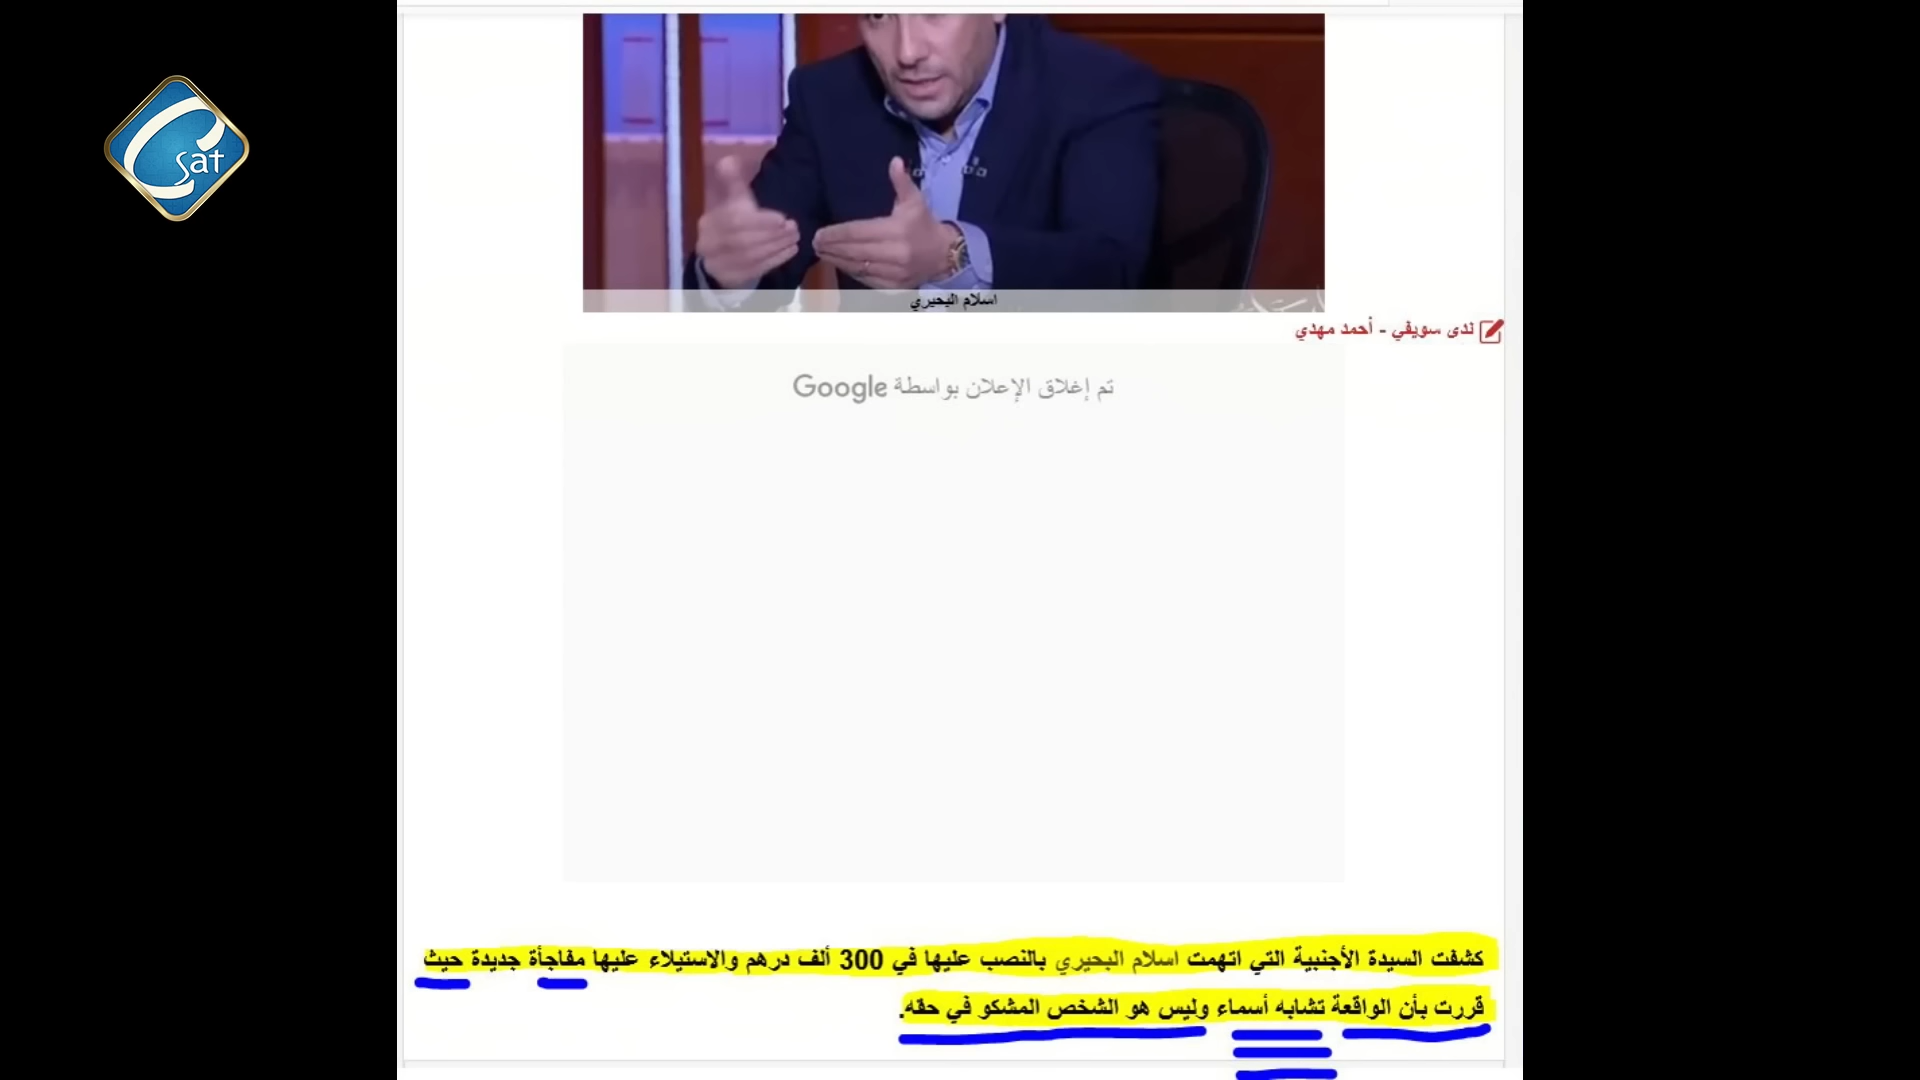 C sat
اسلام البحيري
ندى سويفي - أحمد مهدي
تم إغلاق الإعلان بواسطة Google
كشفت السيدة الأجنبية التي اتهمت اسلام البحيري بالنصب عليها في 300 ألف درهم والاستيلاء عليها مفاجأة جديدة حيث
قررت بأن الواقعة تشابه أسماء وليس هو الشخص المشكو في حقه.